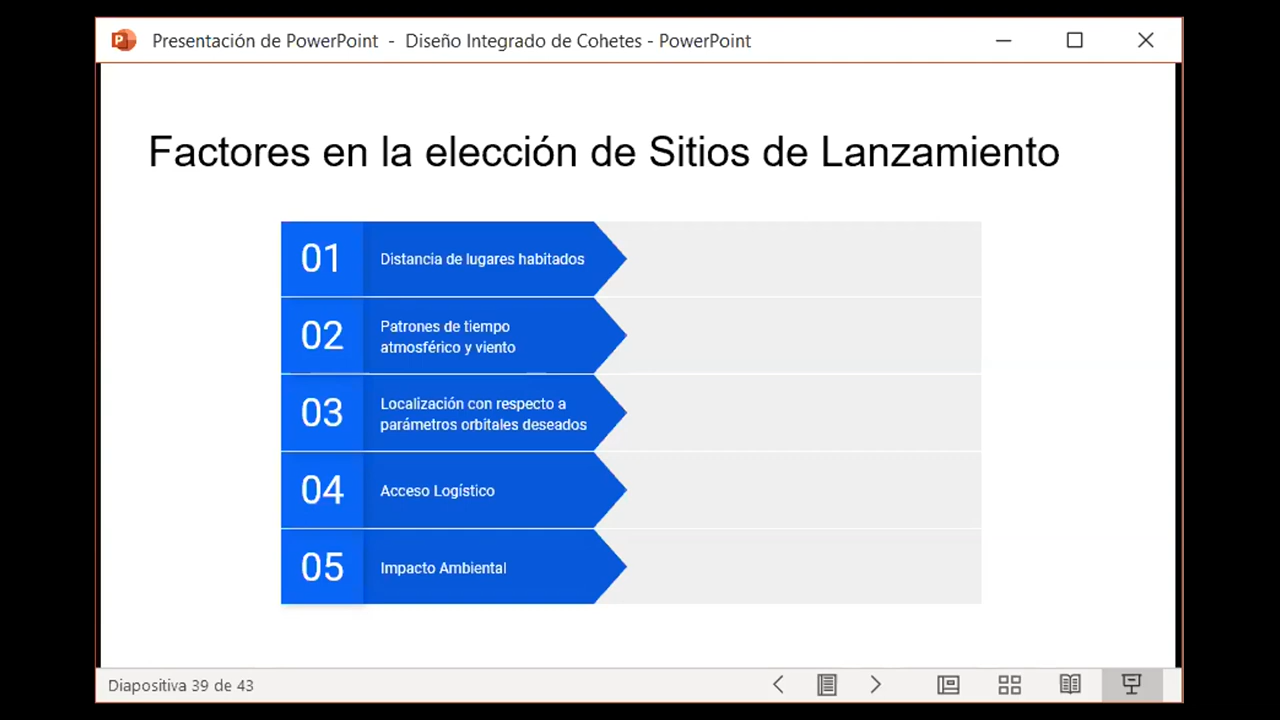 Presentación de PowerPoint - Diseño Integrado de Cohetes - PowerPoint
Factores en la elección de Sitios de Lanzamiento
01
Distancia de lugares habitados
02
Patrones de tiempo
atmosférico y viento
03
Localización con respecto a
parámetros orbitales deseados
04
Acceso Logístico
05
Impacto Ambiental
Diapositiva 39 de 43